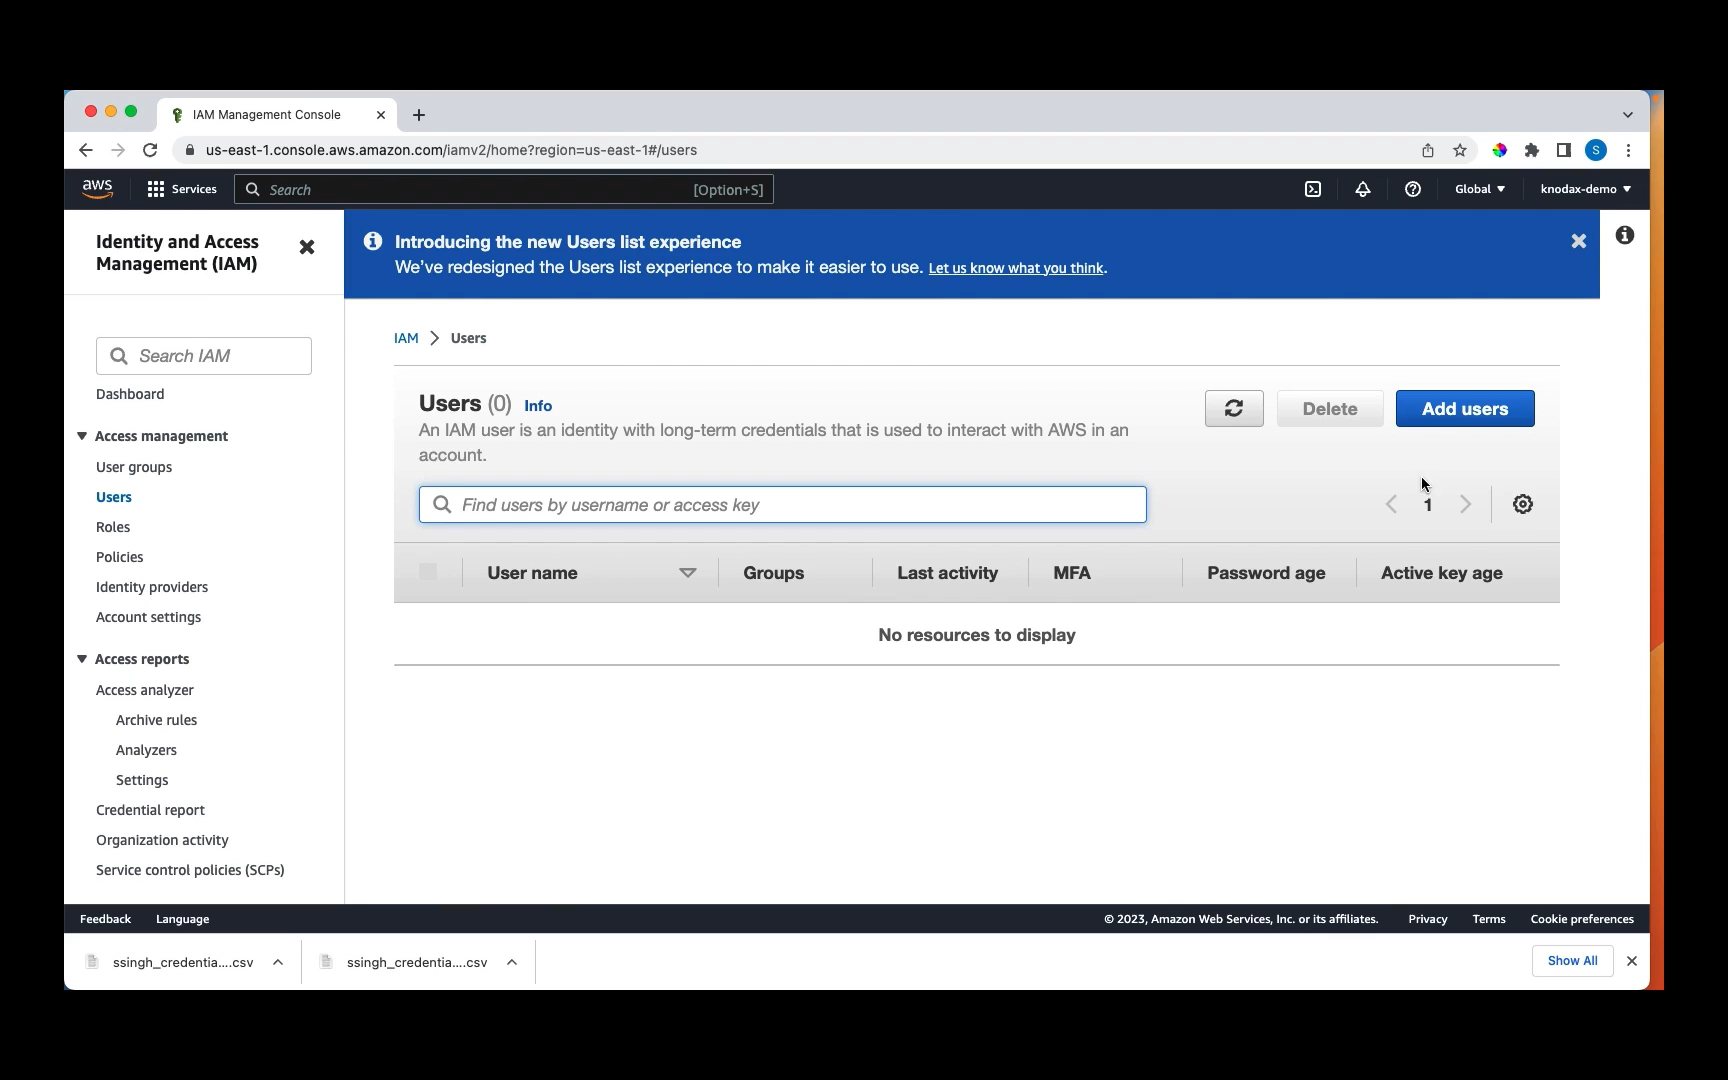 IAM Management Console
us-east-1.console.aws.amazon.com/iamv2/home?region=us-east-1#/users
S
aws
Services
Search
[Option+S]
Global
knodax-demo
Identity and Access
Management (IAM)
Search IAM
Dashboard
Access management
User groups
Users
Roles
Policies
Identity providers
Account settings
Access reports
Access analyzer
Archive rules
Analyzers
Settings
Credential report
Organization activity
Service control policies (SCPs)
Introducing the new Users list experience
We've redesigned the Users list experience to make it easier to use. Let us know what you think.
IAM > Users
Users (0) Info
An IAM user is an identity with long-term credentials that is used to interact with AWS in an
account.
Delete
Add users
Find users by username or access key
1
User name
Groups
Last activity
MFA
Password age
Active key age
No resources to display
Feedback
Language
© 2023, Amazon Web Services, Inc. or its affiliates.
Privacy
Terms
Cookie preferences
ssingh_credentia....csv
ssingh_credentia....csv
Show All